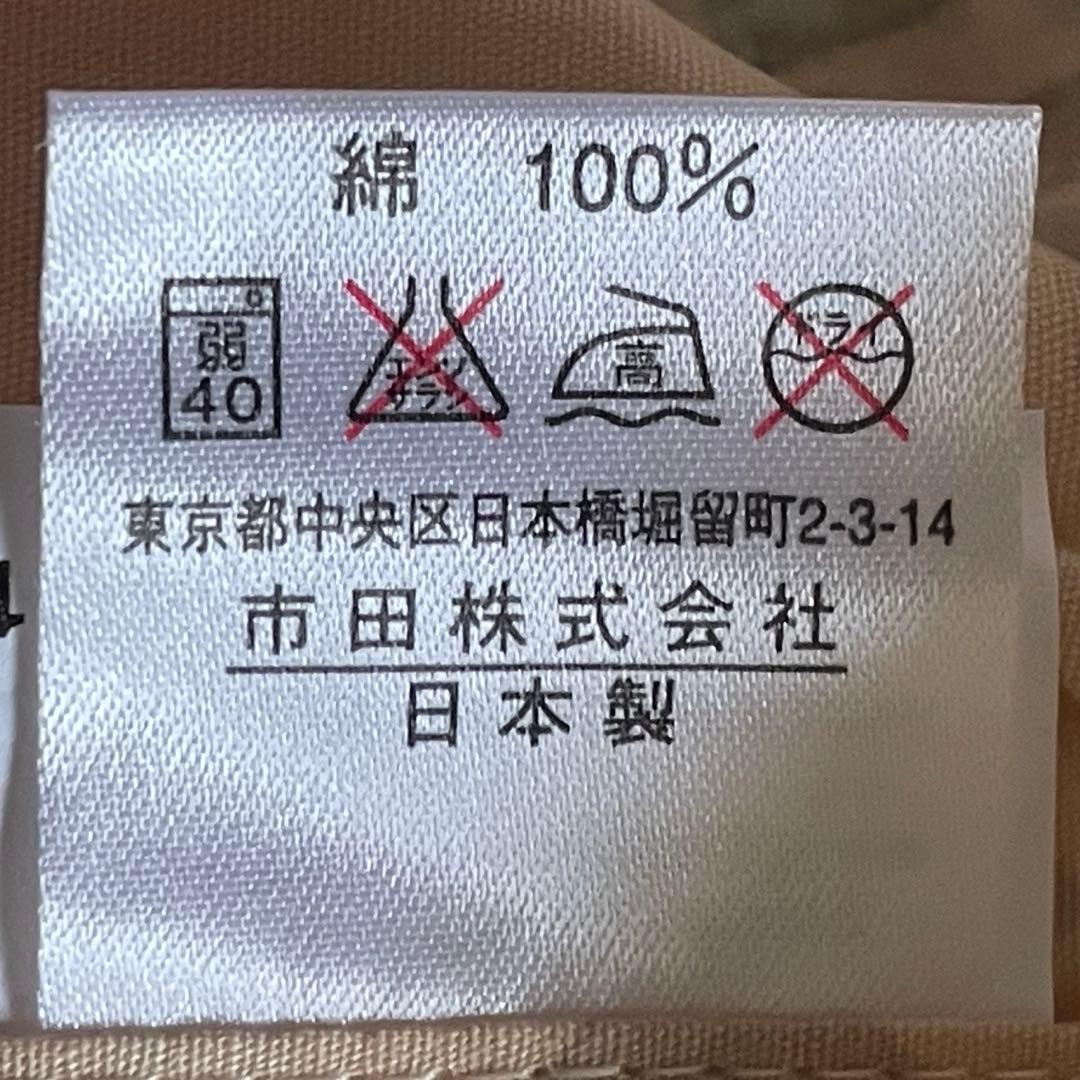 綿 100%
弱 40 エンソ サラシ 高 ドライ
東京都中央区日本橋堀留町2-3-14
市田株式会社
日本製